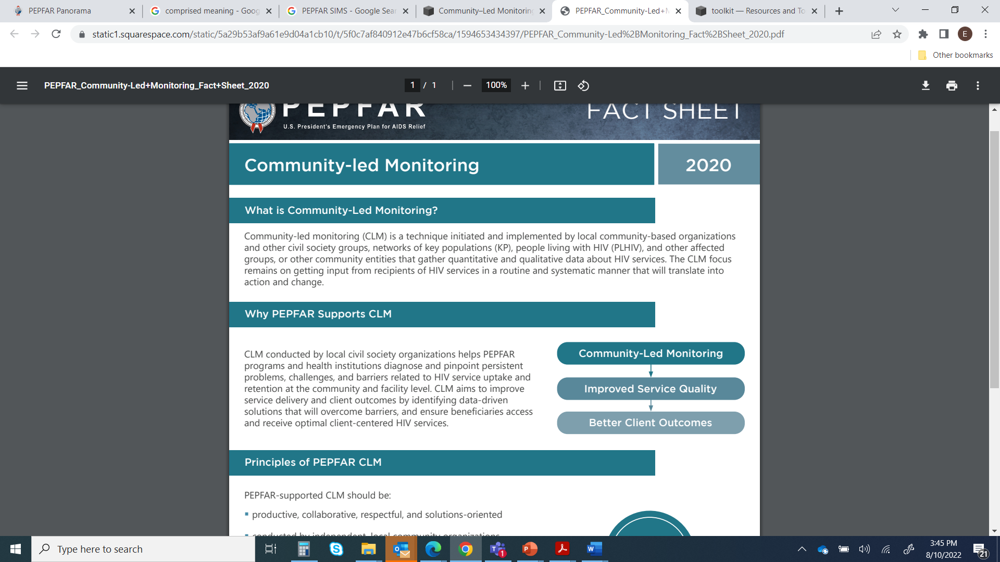 PEPFAR Panorama
comprised meaning - Goog
PEPFAR SIMS - Google Sear
Community–Led Monitoring
PEPFAR_Community-Led+M
toolkit — Resources and To
static1.squarespace.com/static/5a29b53af9a61e9d04a1cb10/t/5f0c7af840912e47b6cf58ca/1594653434397/PEPFAR_Community-Led%2BMonitoring_Fact%2BSheet_2020.pdf
E
Other bookmarks
PEPFAR_Community-Led+Monitoring_Fact+Sheet_2020
1 / 1
100%
PEPFAR
FACT SHEET
U.S. President's Emergency Plan for AIDS Relief
Community-led Monitoring
2020
What is Community-Led Monitoring?
Community-led monitoring (CLM) is a technique initiated and implemented by local community-based organizations
and other civil society groups, networks of key populations (KP), people living with HIV (PLHIV), and other affected
groups, or other community entities that gather quantitative and qualitative data about HIV services. The CLM focus
remains on getting input from recipients of HIV services in a routine and systematic manner that will translate into
action and change.
Why PEPFAR Supports CLM
CLM conducted by local civil society organizations helps PEPFAR
programs and health institutions diagnose and pinpoint persistent
problems, challenges, and barriers related to HIV service uptake and
retention at the community and facility level. CLM aims to improve
service delivery and client outcomes by identifying data-driven
solutions that will overcome barriers, and ensure beneficiaries access
and receive optimal client-centered HIV services.
Community-Led Monitoring
Improved Service Quality
Better Client Outcomes
Principles of PEPFAR CLM
PEPFAR-supported CLM should be:
▪ productive, collaborative, respectful, and solutions-oriented
▪ conducted by independent, local community organizations
Type here to search
1
3:45 PM
8/10/2022
21